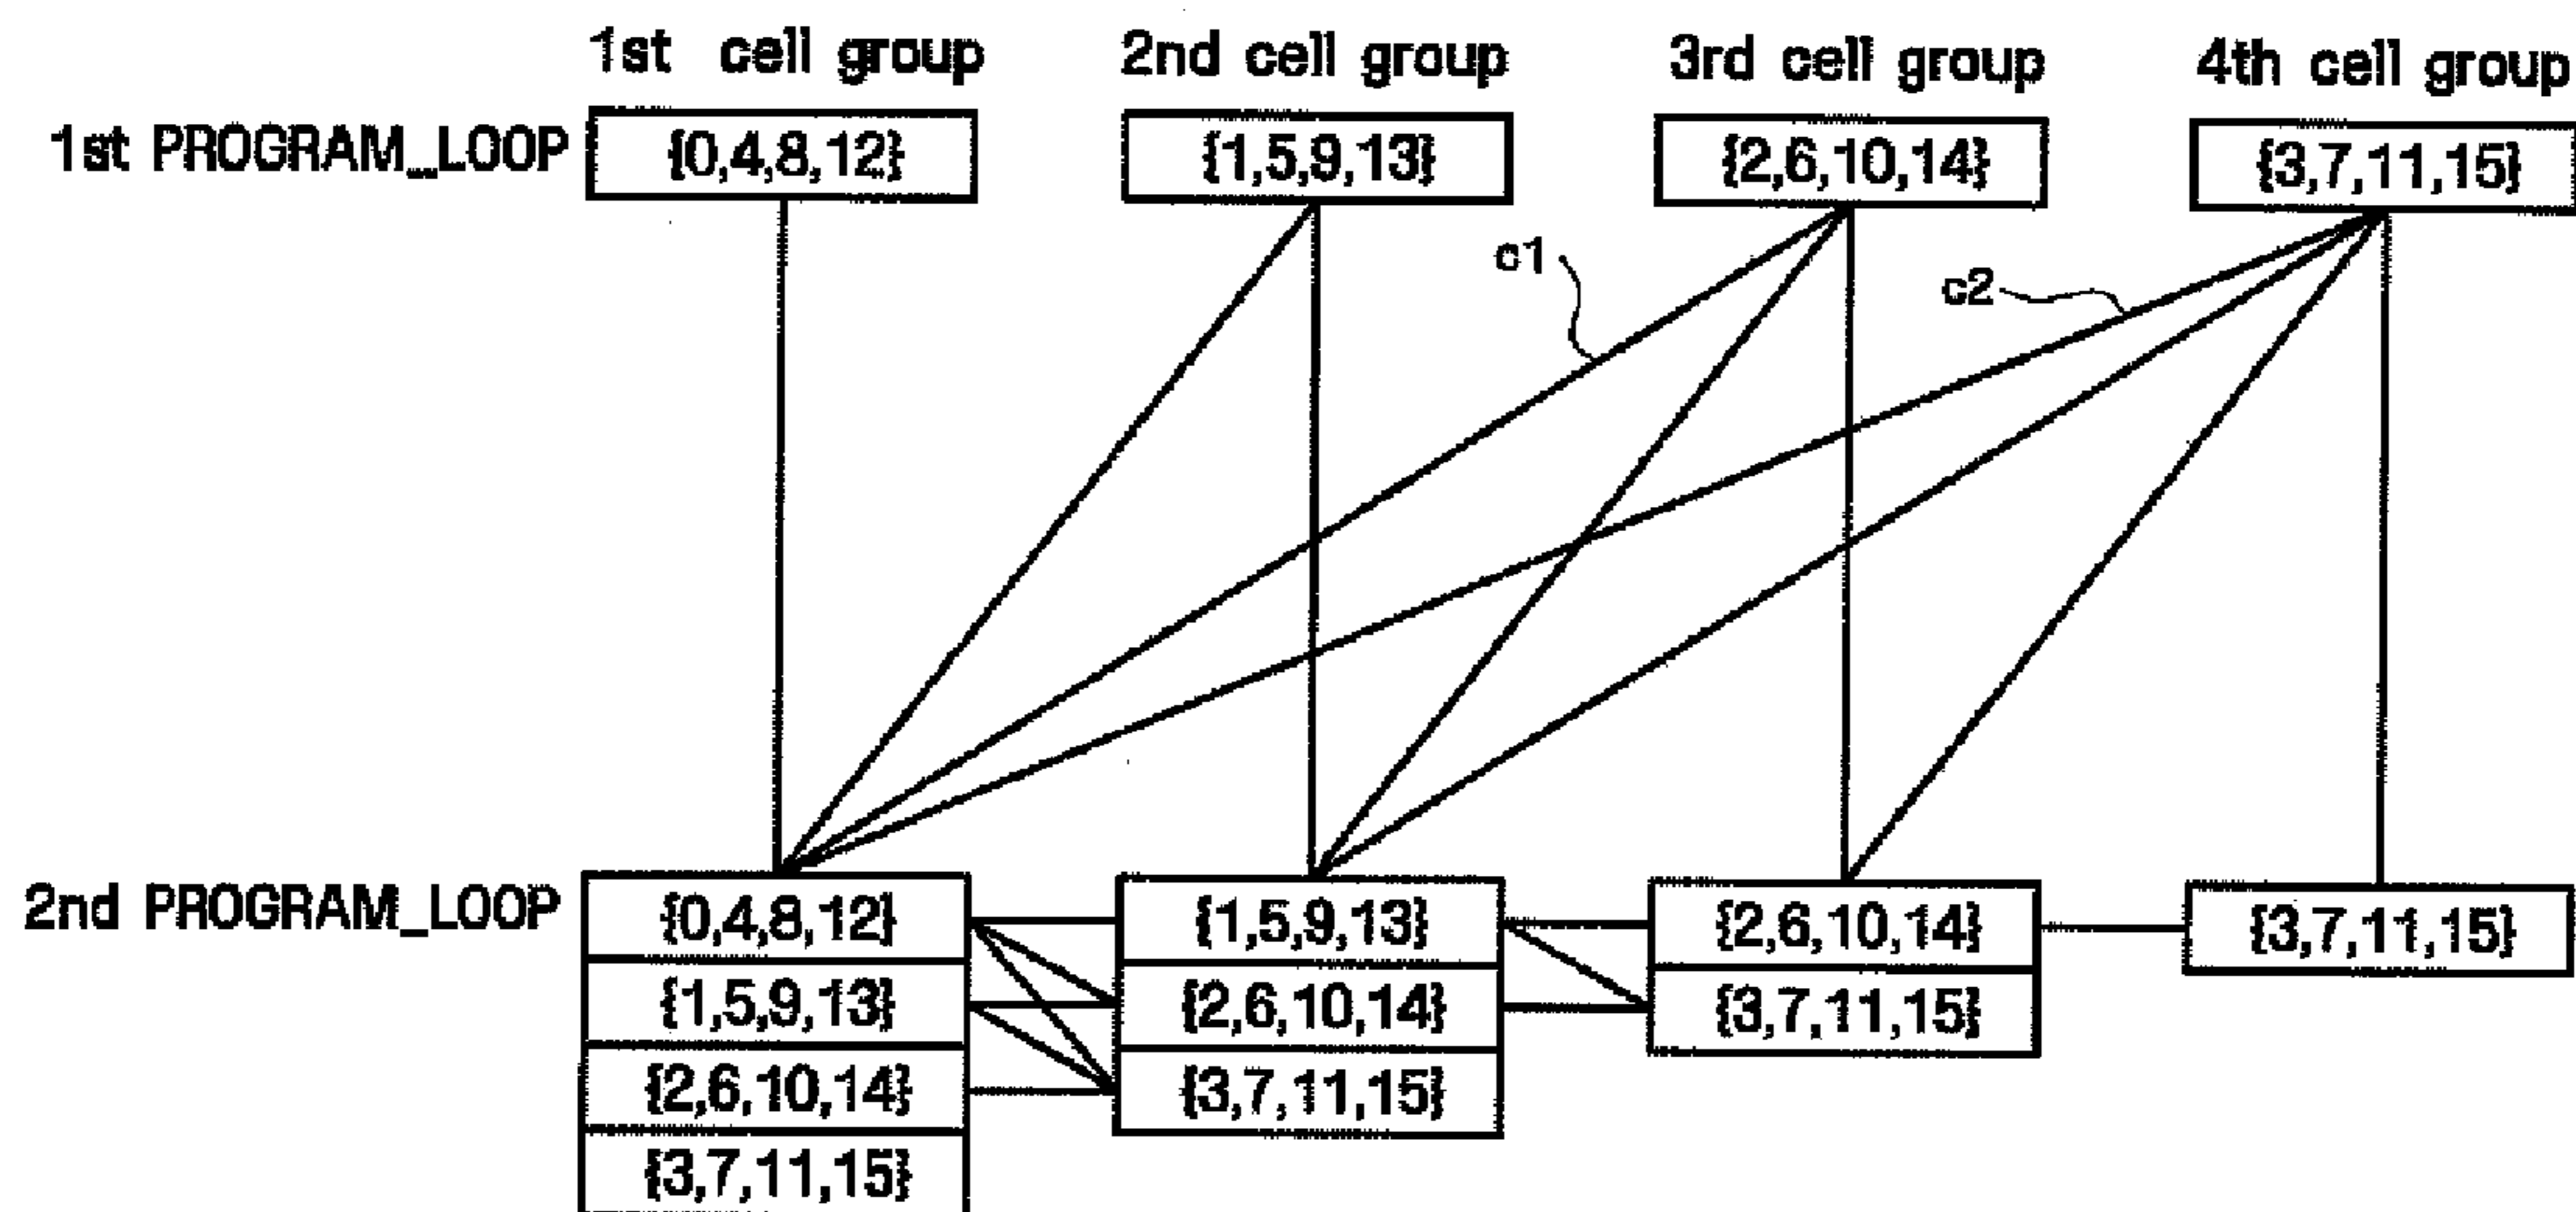 1st cell group 2nd cell group 3rd cell group 4th cell group
1st PROGRAM_LOOP {0,4,8,12} {1,5,9,13} {2,6,10,14} {3,7,11,15}
c1
c2
2nd PROGRAM_LOOP {0,4,8,12} {1,5,9,13} {2,6,10,14} {3,7,11,15}
{1,5,9,13} {2,6,10,14} {3,7,11,15}
{2,6,10,14} {3,7,11,15}
{3,7,11,15}